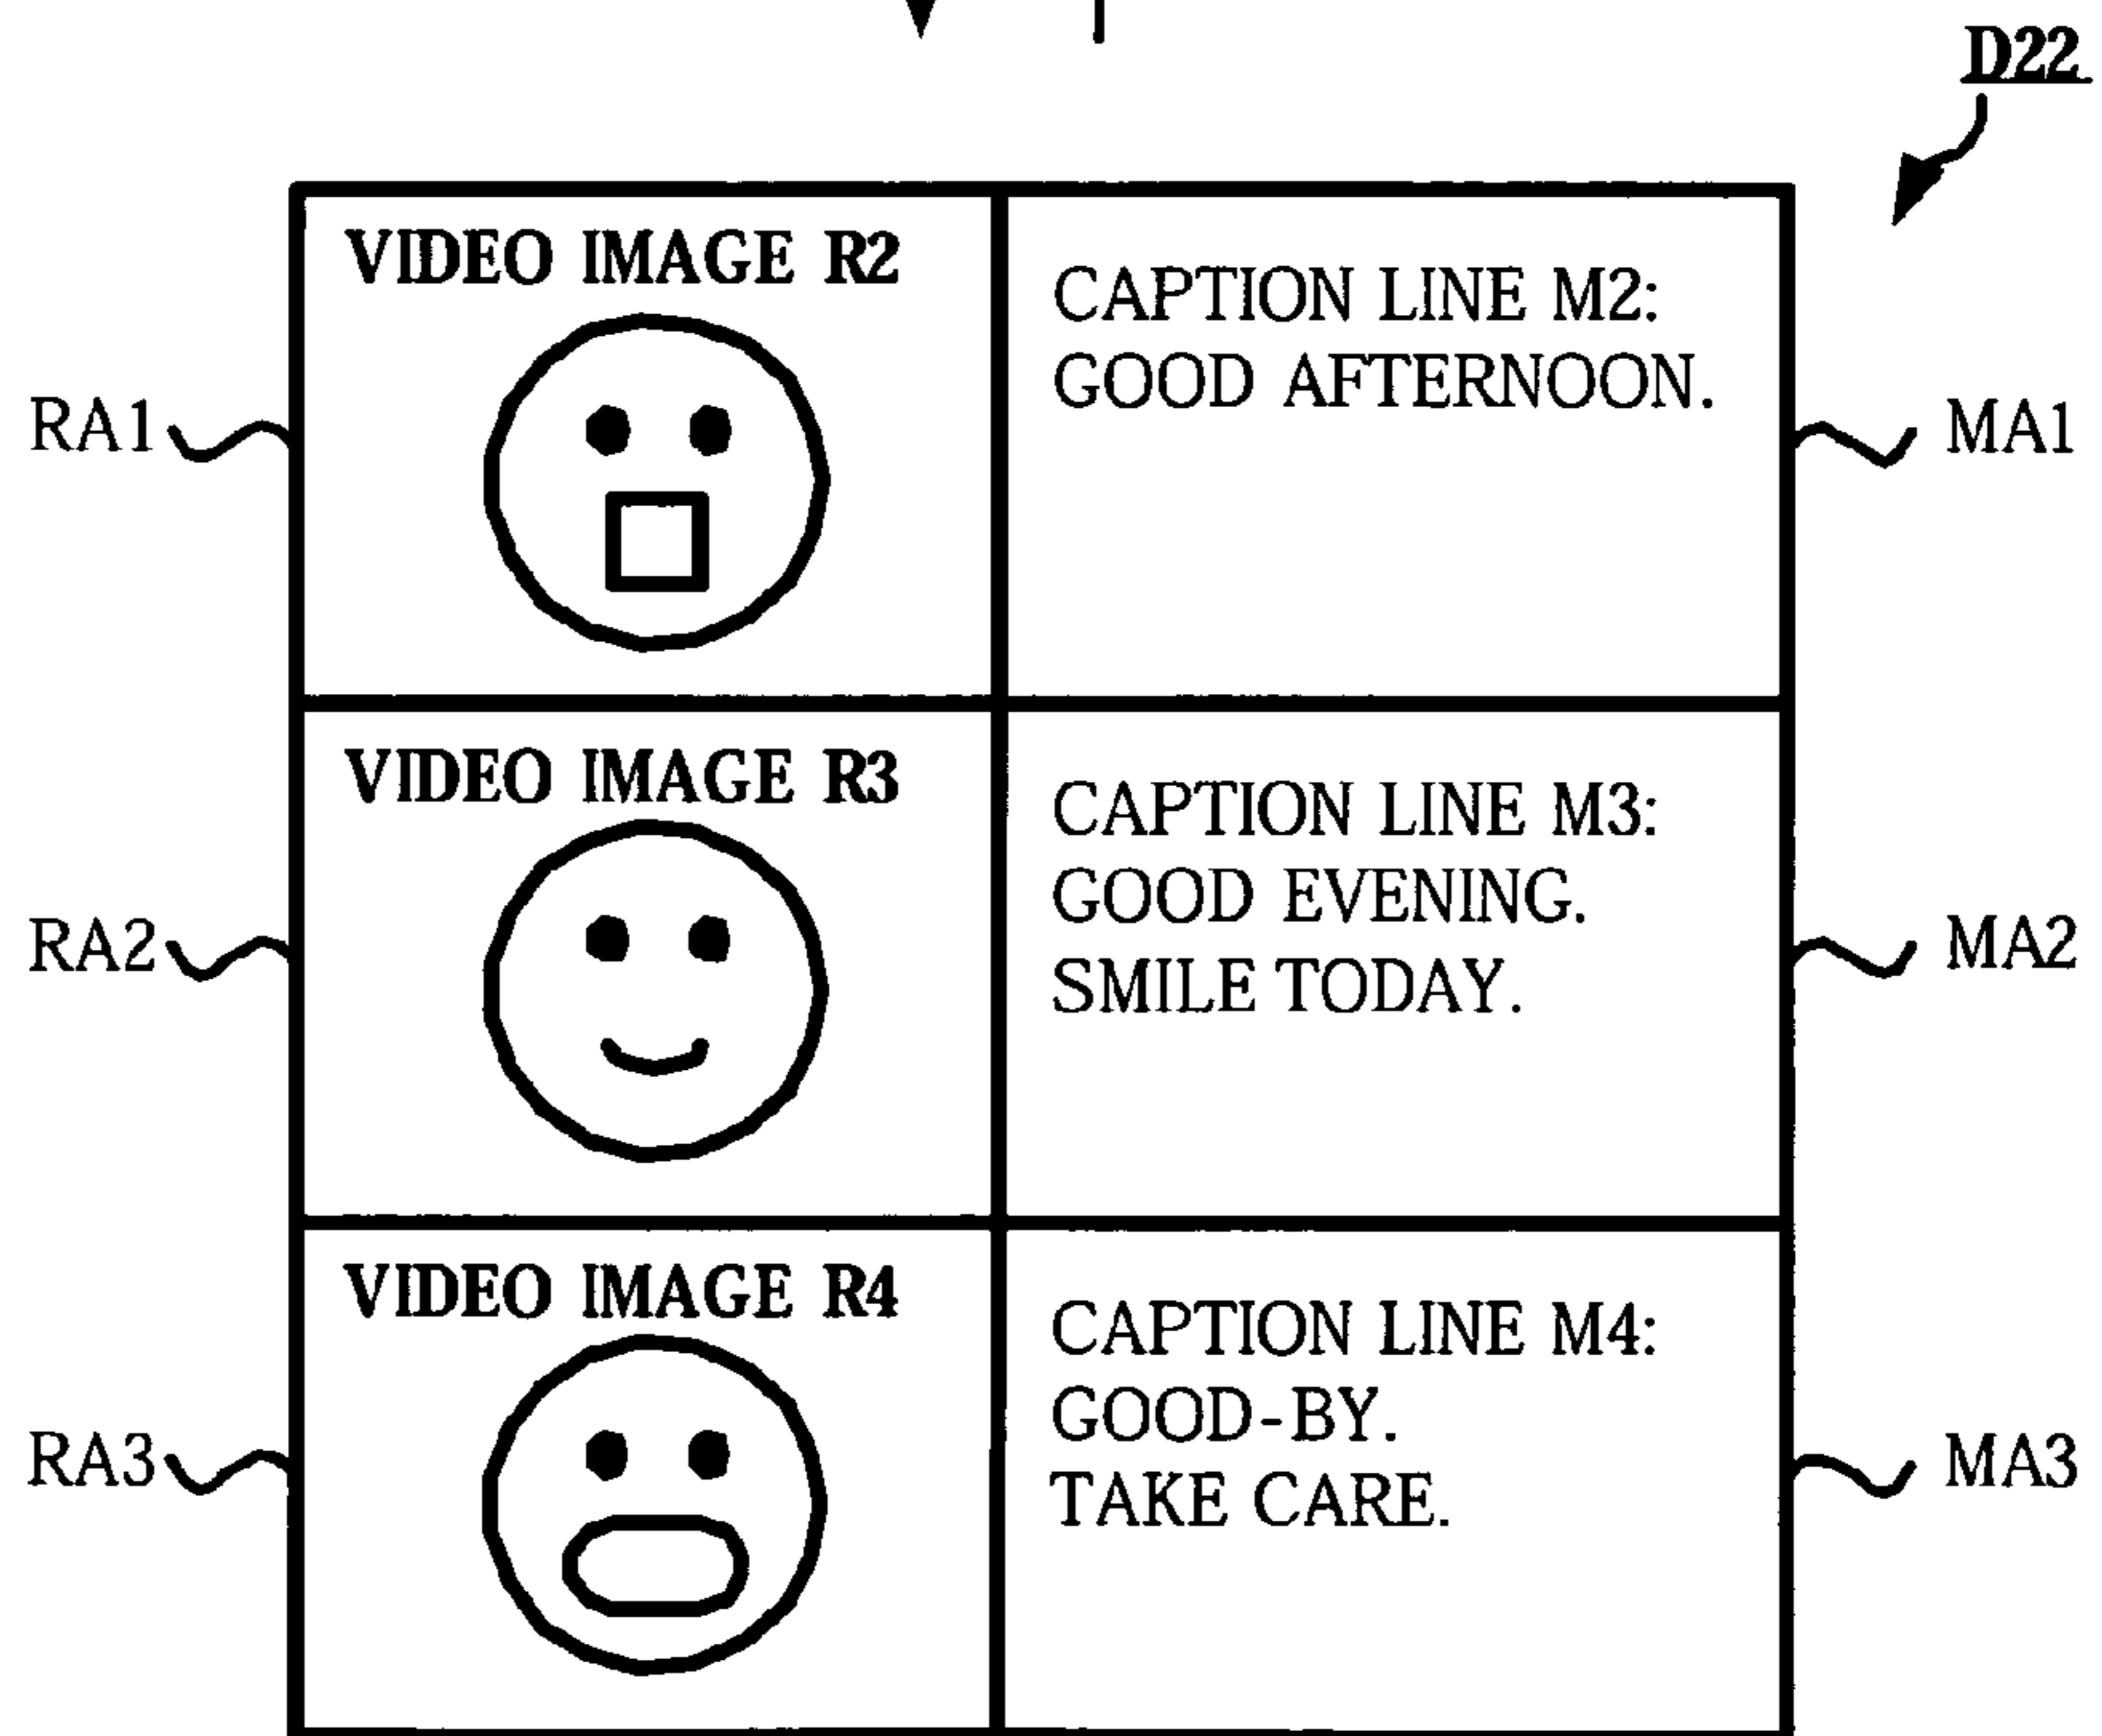 D22
VIDEO IMAGE R2
CAPTION LINE M2:
GOOD AFTERNOON.
RA1
MA1
VIDEO IMAGE R3
CAPTION LINE M3:
GOOD EVENING.
SMILE TODAY.
RA2
MA2
VIDEO IMAGE R4
CAPTION LINE M4:
GOOD-BY.
TAKE CARE.
RA3
MA3